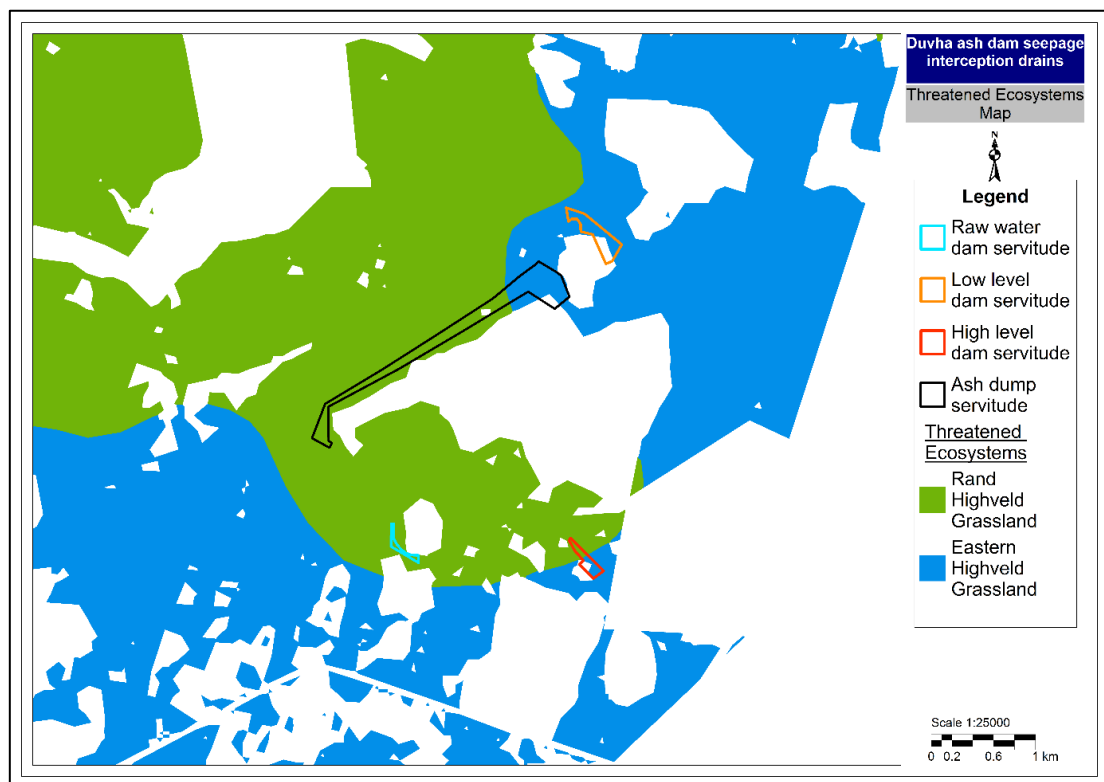 Duvha ash dam seepage
interception drains
Threatened Ecosystems
Map
N
Legend
Raw water
dam servitude
Low level
dam servitude
High level
dam servitude
Ash dump
servitude
Threatened
Ecosystems
Rand
Highveld
Grassland
Eastern
Highveld
Grassland
Scale 1:25000
0 0.2 0.6 1 km